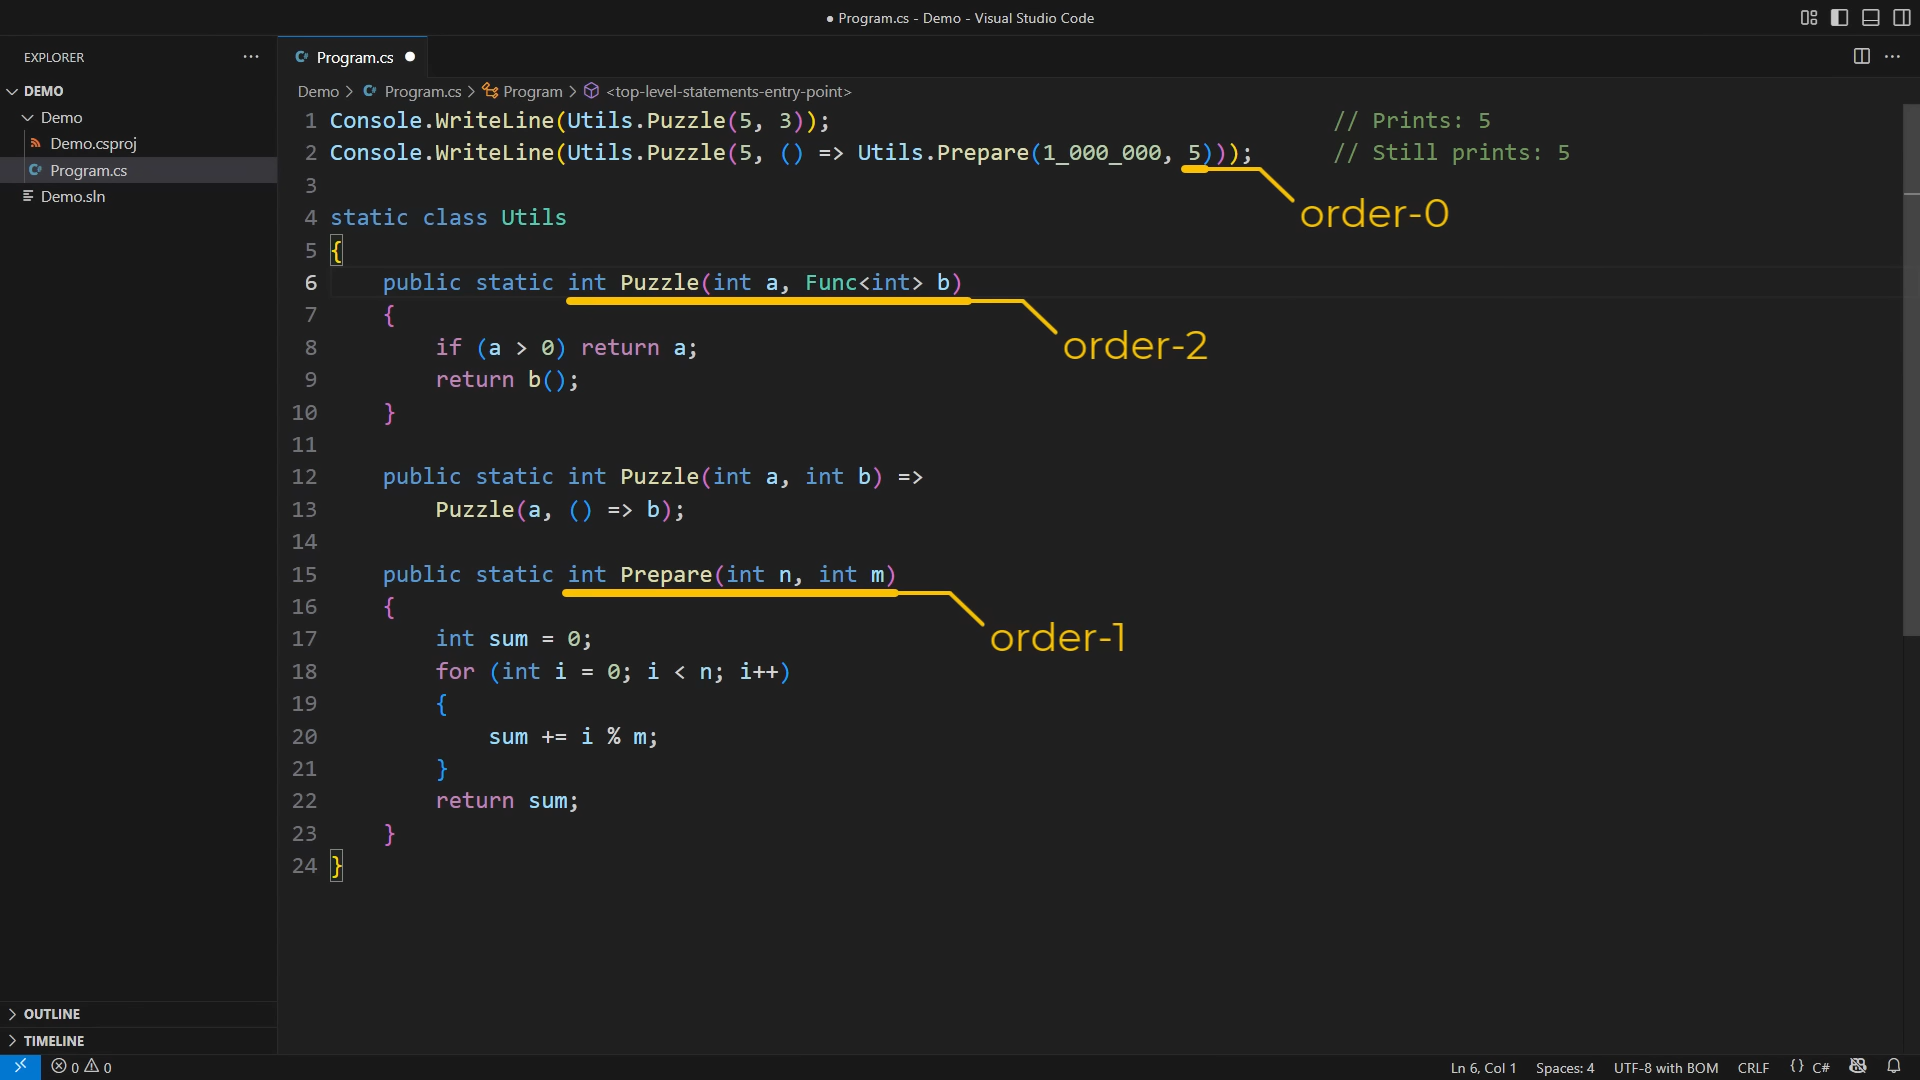 ● Program.cs - Demo - Visual Studio Code
EXPLORER
DEMO
Demo
Demo.csproj
Program.cs
Demo.sln
OUTLINE
TIMELINE
Program.cs
Demo > Program.cs > Program > <top-level-statements-entry-point>
1 Console.WriteLine(Utils.Puzzle(5, 3)); // Prints: 5
2 Console.WriteLine(Utils.Puzzle(5, () => Utils.Prepare(1_000_000, 5))); // Still prints: 5
3
order-0
4 static class Utils
5 {
6 public static int Puzzle(int a, Func<int> b)
7 {
order-2
8 if (a > 0) return a;
9 return b();
10 }
11
12 public static int Puzzle(int a, int b) =>
13 Puzzle(a, () => b);
14
15 public static int Prepare(int n, int m)
16 {
order-1
17 int sum = 0;
18 for (int i = 0; i < n; i++)
19 {
20 sum += i % m;
21 }
22 return sum;
23 }
24 }
0 0
Ln 6, Col 1 Spaces: 4 UTF-8 with BOM CRLF {} C#